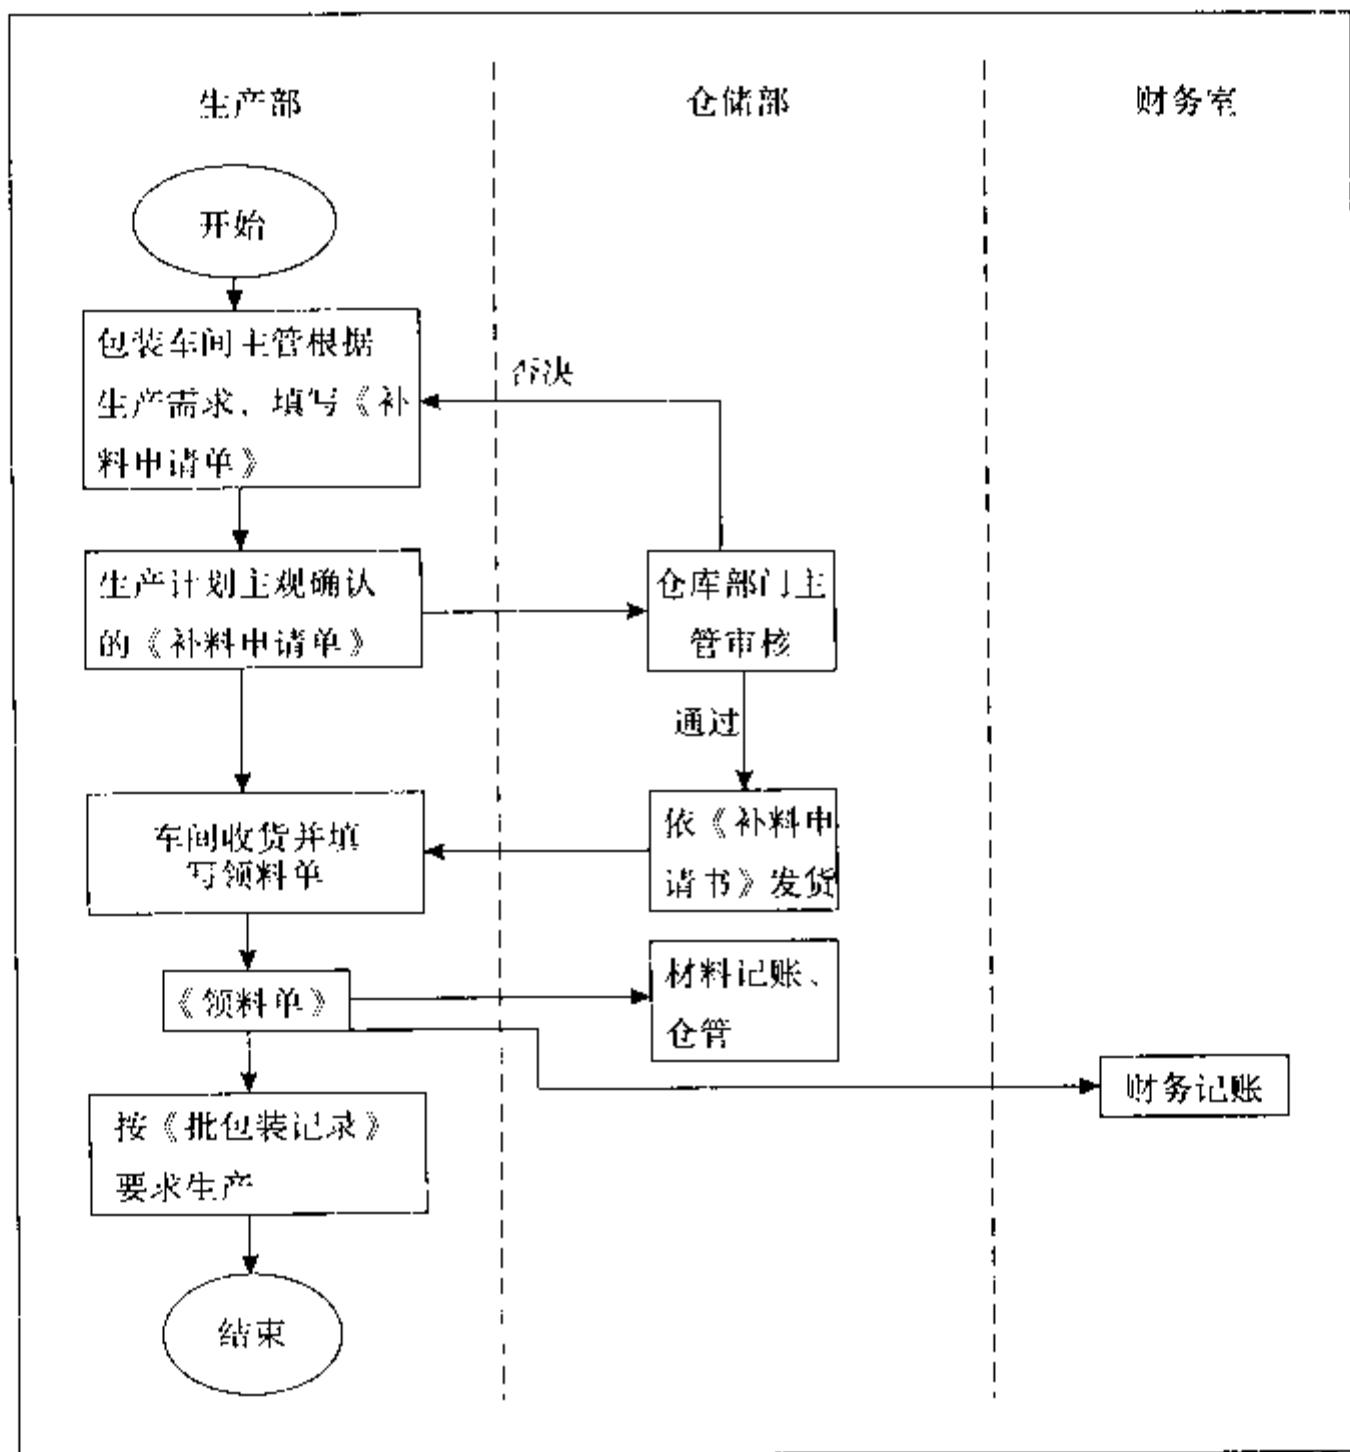 生产部
仓储部
财务室
开始
包装车间主管根据
生产需求、填写《补
料申请单》
否决
生产计划主观确认
的《补料申请单》
仓库部门主
管审核
通过
车间收货并填
写领料单
依《补料申
请书》发货
《领料单》
材料记账、
仓管
财务记账
按《批包装记录》
要求生产
结束